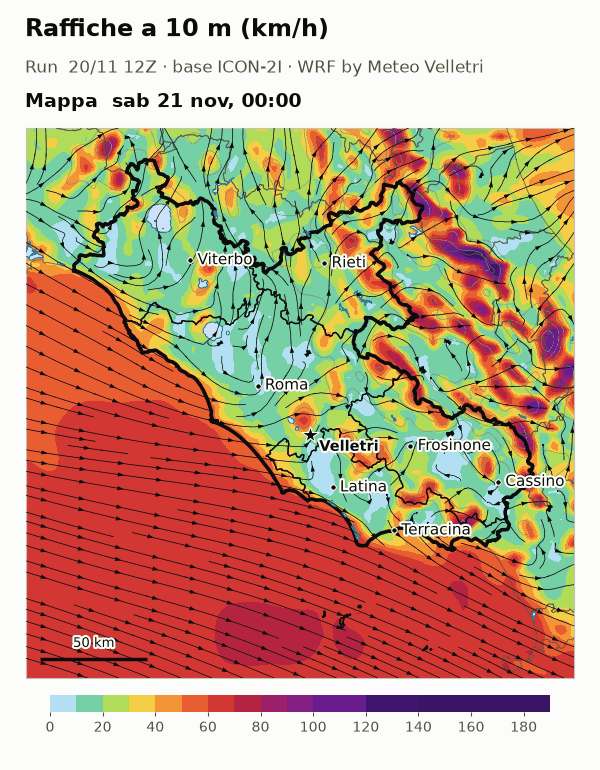 Raffiche a 10 m (km/h)
Run  20/11 12Z · base ICON-2I · WRF by Meteo Velletri
Mappa  sab 21 nov, 00:00
Viterbo
Rieti
Roma
Velletri
Frosinone
Cassino
Latina
Terracina
50 km
0 20 40 60 80 100 120 140 160 180